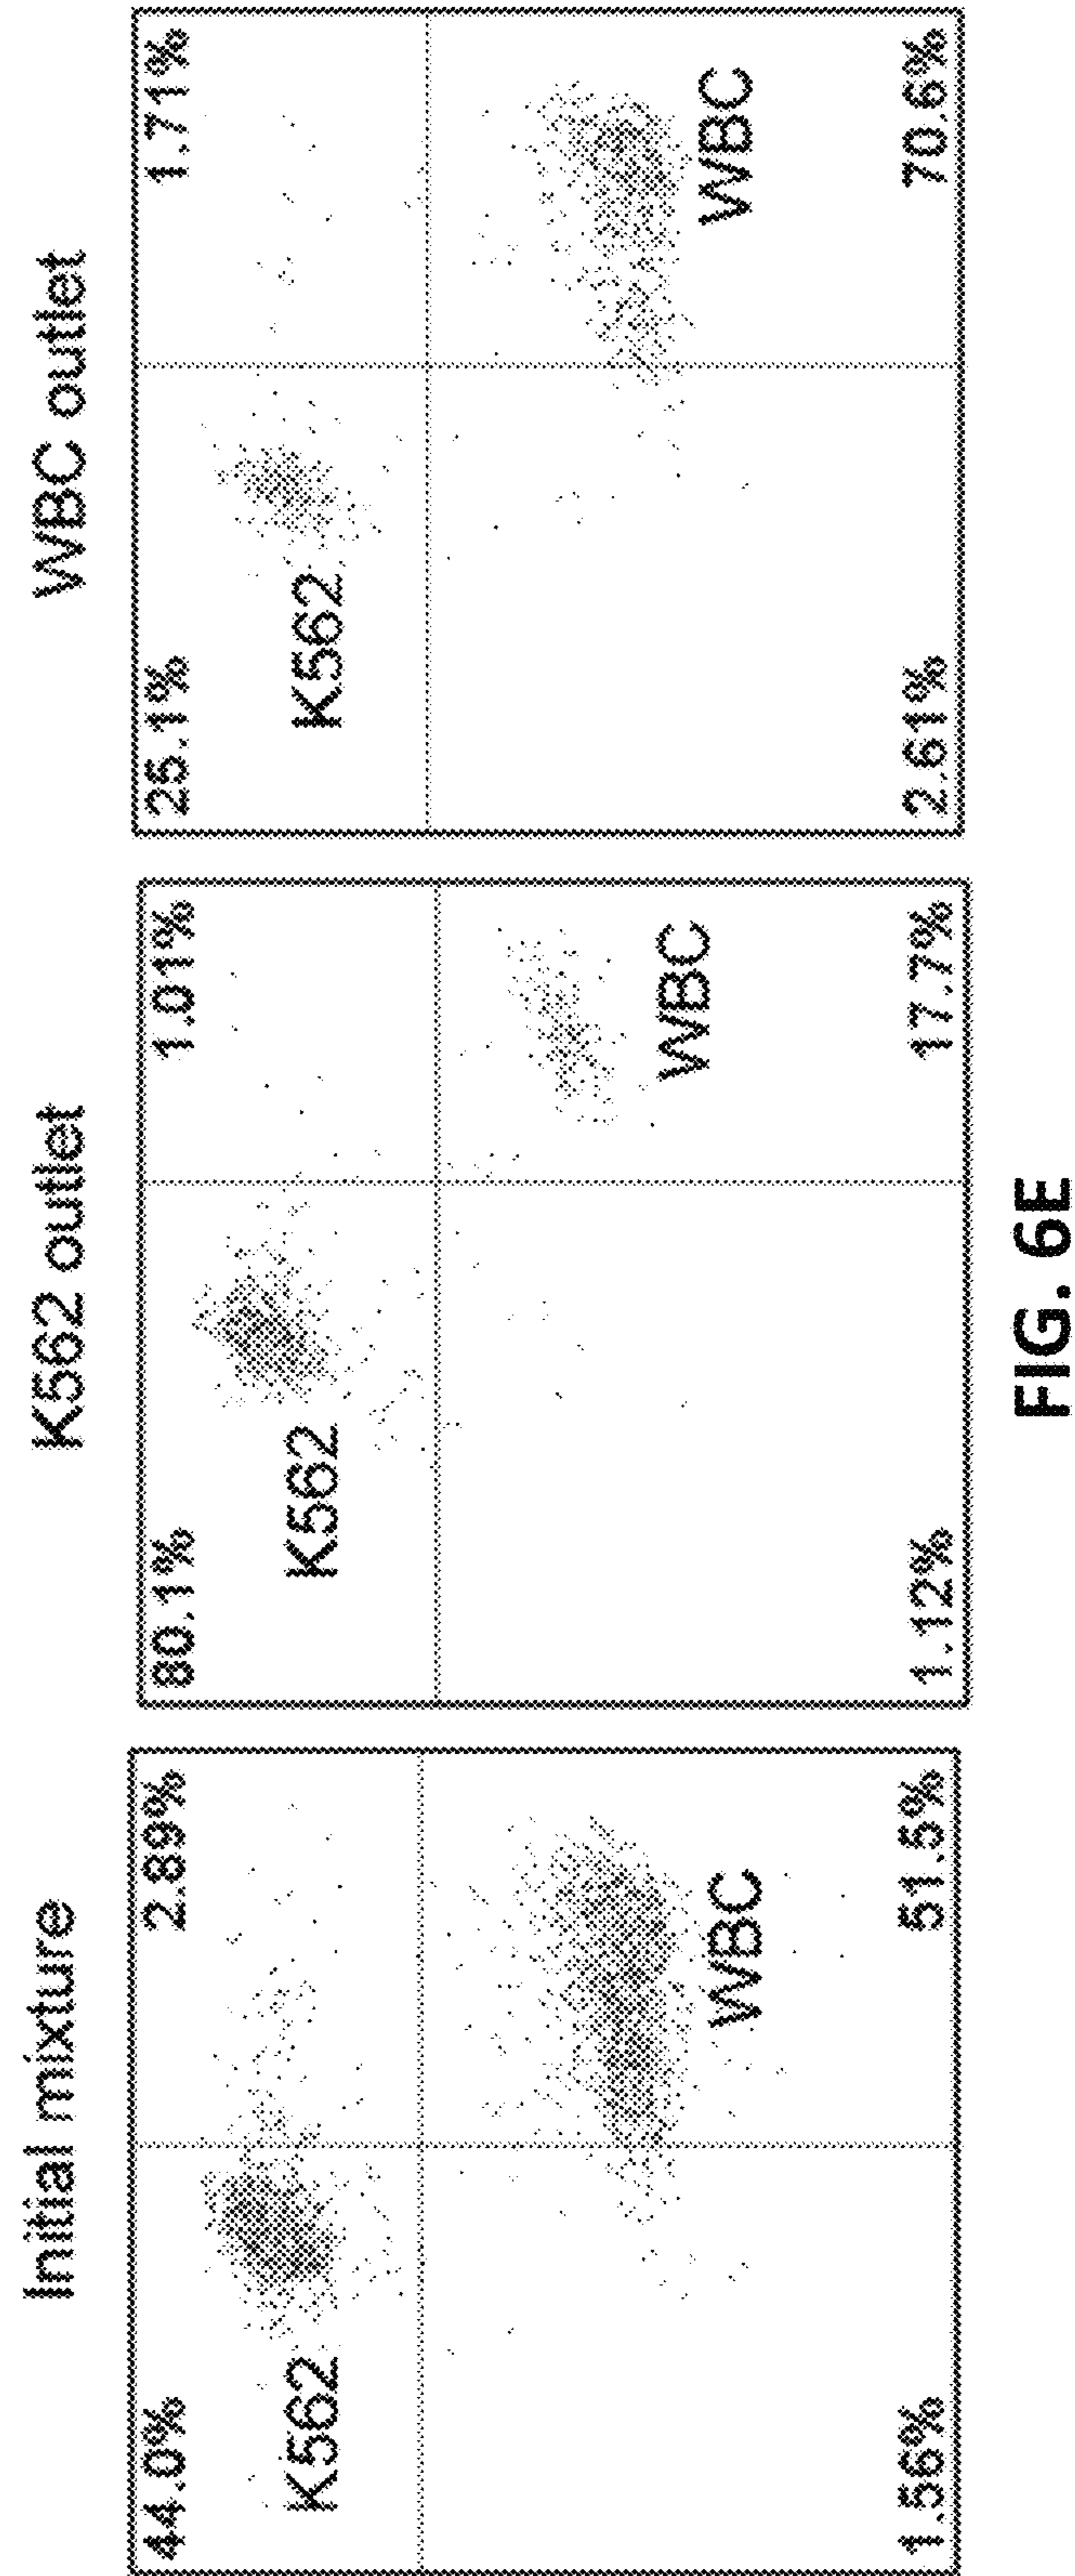 Initial mixture
44.0%
2.89%
K562
WBC
1.56%
51.5%
K562 outlet
80.1%
1.01%
K562
WBC
1.12%
17.7%
WBC outlet
25.1%
1.71%
K562
WBC
2.61%
70.6%
FIG. 6E